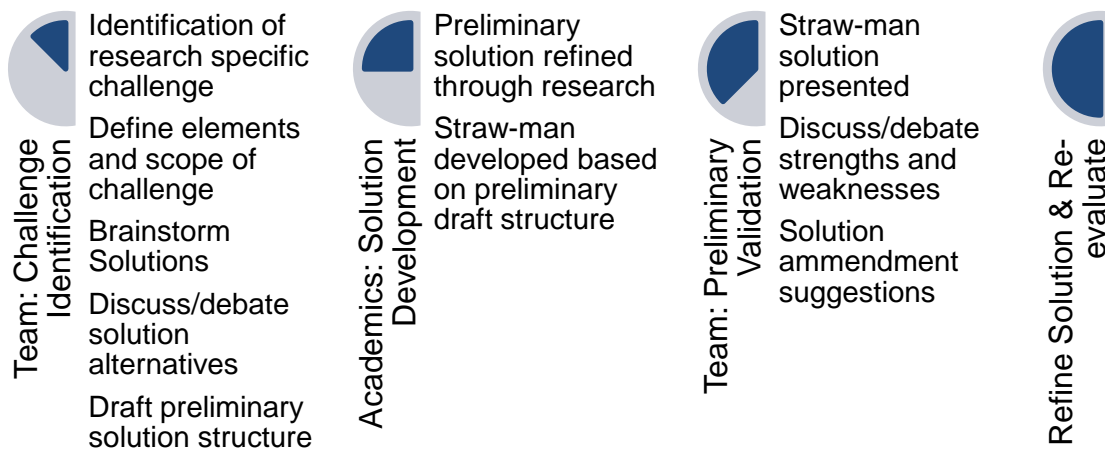 Team: Challenge
Identification
Identification of
research specific
challenge
Define elements
and scope of
challenge
Brainstorm
Solutions
Discuss/debate
solution
alternatives
Draft preliminary
solution structure
Academics: Solution
Development
Preliminary
solution refined
through research
Straw-man
developed based
on preliminary
draft structure
Team: Preliminary
Validation
Straw-man
solution
presented
Discuss/debate
strengths and
weaknesses
Solution
ammendment
suggestions
Refine Solution & Re-
evaluate